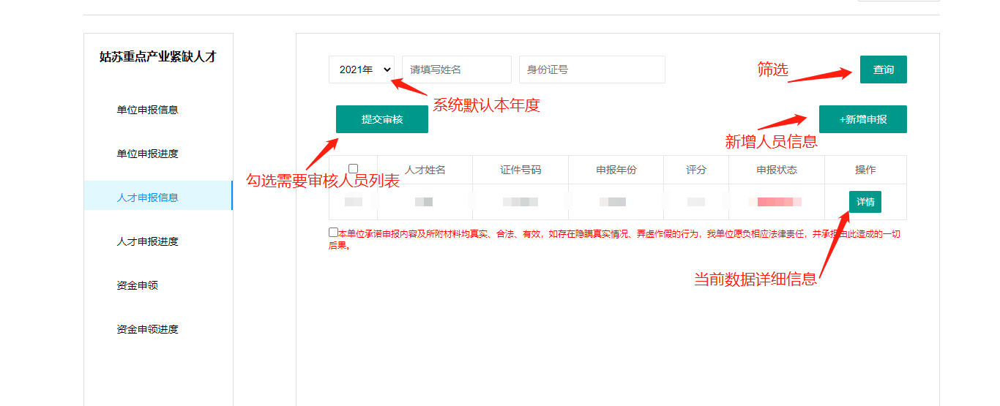 姑苏重点产业紧缺人才
单位申报信息
单位申报进度
人才申报信息
人才申报进度
资金申领
资金申领进度
2021年 请填写姓名 身份证号 筛选 查询
系统默认本年度
提交审核 +新增申报
新增人员信息
勾选需要审核人员列表
人才姓名 证件号码 申报年份 评分 申报状态 操作
详情
本单位承诺申报内容及所附材料均真实、合法、有效,如存在隐瞒真实情况、弄虚作假的行为,我单位愿负相应法律责任,并承担由此造成的一切
后果。
当前数据详细信息